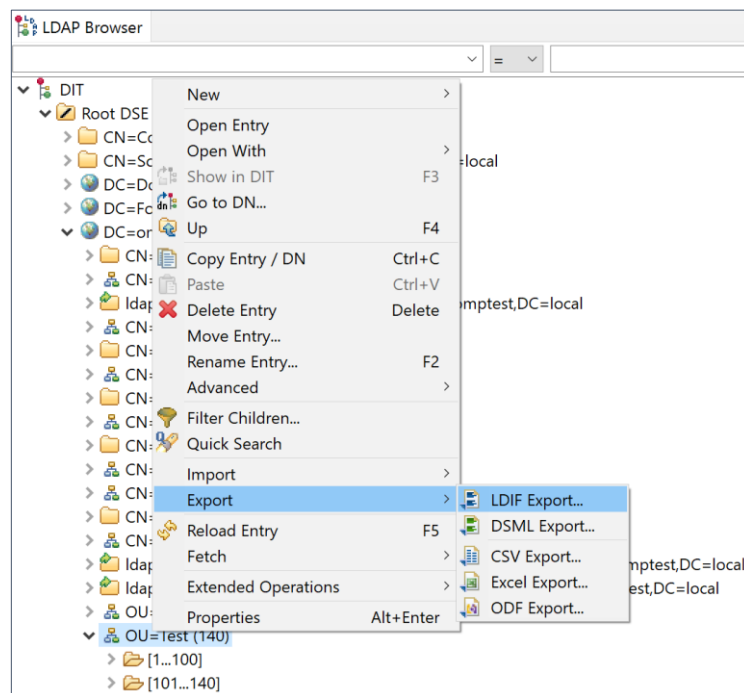 LDAP Browser
=
DIT
Root DSE
CN=Co
CN=Sc
=local
DC=Do
DC=Fo
DC=on
CN=
CN=
ldap
omptest,DC=local
CN=
CN=
CN=
CN=
CN=
CN=
CN=
CN=
CN=
CN=
ldap
mptest,DC=local
ldap
est,DC=local
OU=
OU=Test (140)
[1...100]
[101...140]
New
Open Entry
Open With
Show in DIT F3
Go to DN...
Up F4
Copy Entry / DN Ctrl+C
Paste Ctrl+V
Delete Entry Delete
Move Entry...
Rename Entry... F2
Advanced
Filter Children...
Quick Search
Import
Export
Reload Entry F5
Fetch
Extended Operations
Properties Alt+Enter
LDIF Export...
DSML Export...
CSV Export...
Excel Export...
ODF Export...